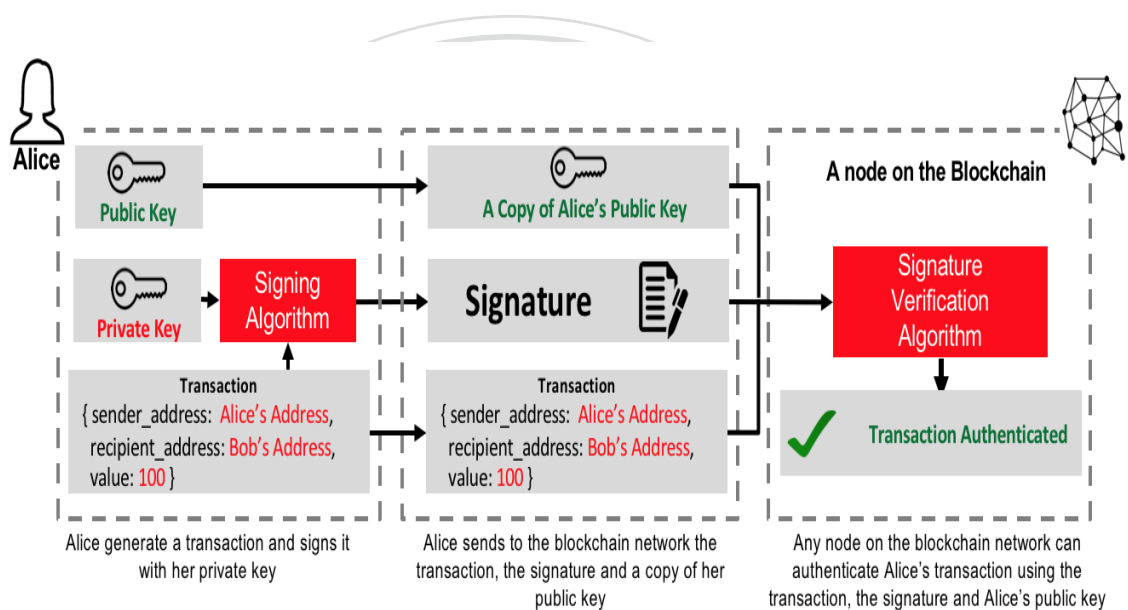 Alice
Public Key
Private Key
Signing
Algorithm
Transaction
{ sender_address: Alice's Address,
recipient_address: Bob's Address,
value: 100 }
Alice generate a transaction and signs it
with her private key
A Copy of Alice's Public Key
Signature
Transaction
{ sender_address: Alice's Address,
recipient_address: Bob's Address,
value: 100 }
Alice sends to the blockchain network the
transaction, the signature and a copy of her
public key
A node on the Blockchain
Signature
Verification
Algorithm
Transaction Authenticated
Any node on the blockchain network can
authenticate Alice's transaction using the
transaction, the signature and Alice's public key